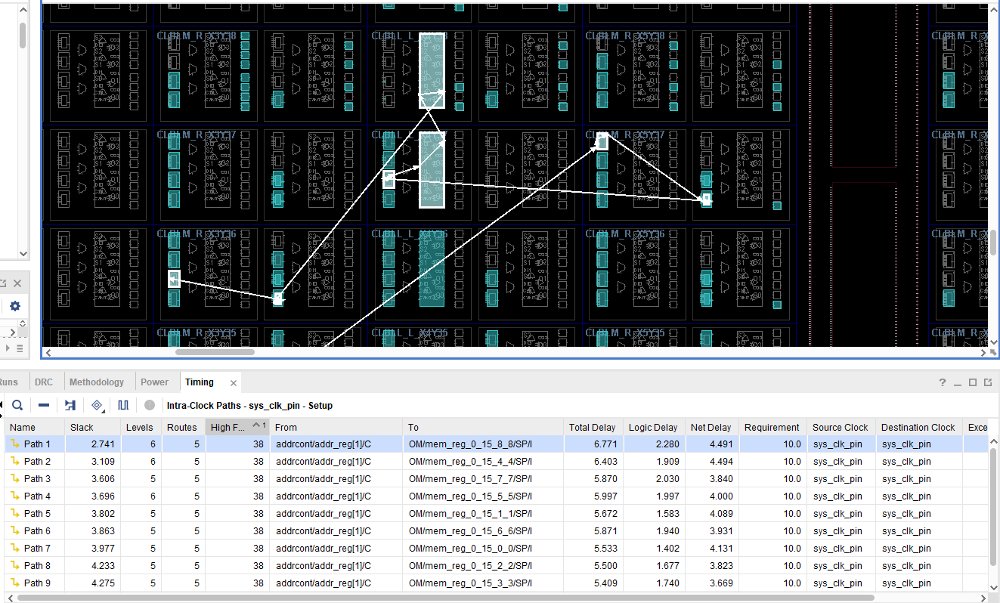 CLBLM_R_X3Y38
CLBLM_R_X5Y38
CLBLM_R_X3Y37
CLBLM_R_X5Y37
CLBLM_R_X3Y36
CLBLL_L_X4Y36
CLBLM_R_X5Y36
CLBLM_R_X3Y35
CLBLL_L_X4Y35
CLBLM_R_X5Y35
Runs DRC Methodology Power Timing
Intra-Clock Paths - sys_clk_pin - Setup
Name Slack Levels Routes High F... 1 From To Total Delay Logic Delay Net Delay Requirement Source Clock Destination Clock Exce
Path 1 2.741 6 5 38 addrcont/addr_reg[1]/C OM/mem_reg_0_15_8_8/SP/I 6.771 2.280 4.491 10.0 sys_clk_pin sys_clk_pin
Path 2 3.109 6 5 38 addrcont/addr_reg[1]/C OM/mem_reg_0_15_4_4/SP/I 6.403 1.909 4.494 10.0 sys_clk_pin sys_clk_pin
Path 3 3.606 5 5 38 addrcont/addr_reg[1]/C OM/mem_reg_0_15_7_7/SP/I 5.870 2.030 3.840 10.0 sys_clk_pin sys_clk_pin
Path 4 3.696 6 5 38 addrcont/addr_reg[1]/C OM/mem_reg_0_15_5_5/SP/I 5.997 1.997 4.000 10.0 sys_clk_pin sys_clk_pin
Path 5 3.802 5 5 38 addrcont/addr_reg[1]/C OM/mem_reg_0_15_1_1/SP/I 5.672 1.583 4.089 10.0 sys_clk_pin sys_clk_pin
Path 6 3.863 5 5 38 addrcont/addr_reg[1]/C OM/mem_reg_0_15_6_6/SP/I 5.871 1.940 3.931 10.0 sys_clk_pin sys_clk_pin
Path 7 3.977 5 5 38 addrcont/addr_reg[1]/C OM/mem_reg_0_15_0_0/SP/I 5.533 1.402 4.131 10.0 sys_clk_pin sys_clk_pin
Path 8 4.233 5 5 38 addrcont/addr_reg[1]/C OM/mem_reg_0_15_2_2/SP/I 5.500 1.677 3.823 10.0 sys_clk_pin sys_clk_pin
Path 9 4.275 5 5 38 addrcont/addr_reg[1]/C OM/mem_reg_0_15_3_3/SP/I 5.409 1.740 3.669 10.0 sys_clk_pin sys_clk_pin